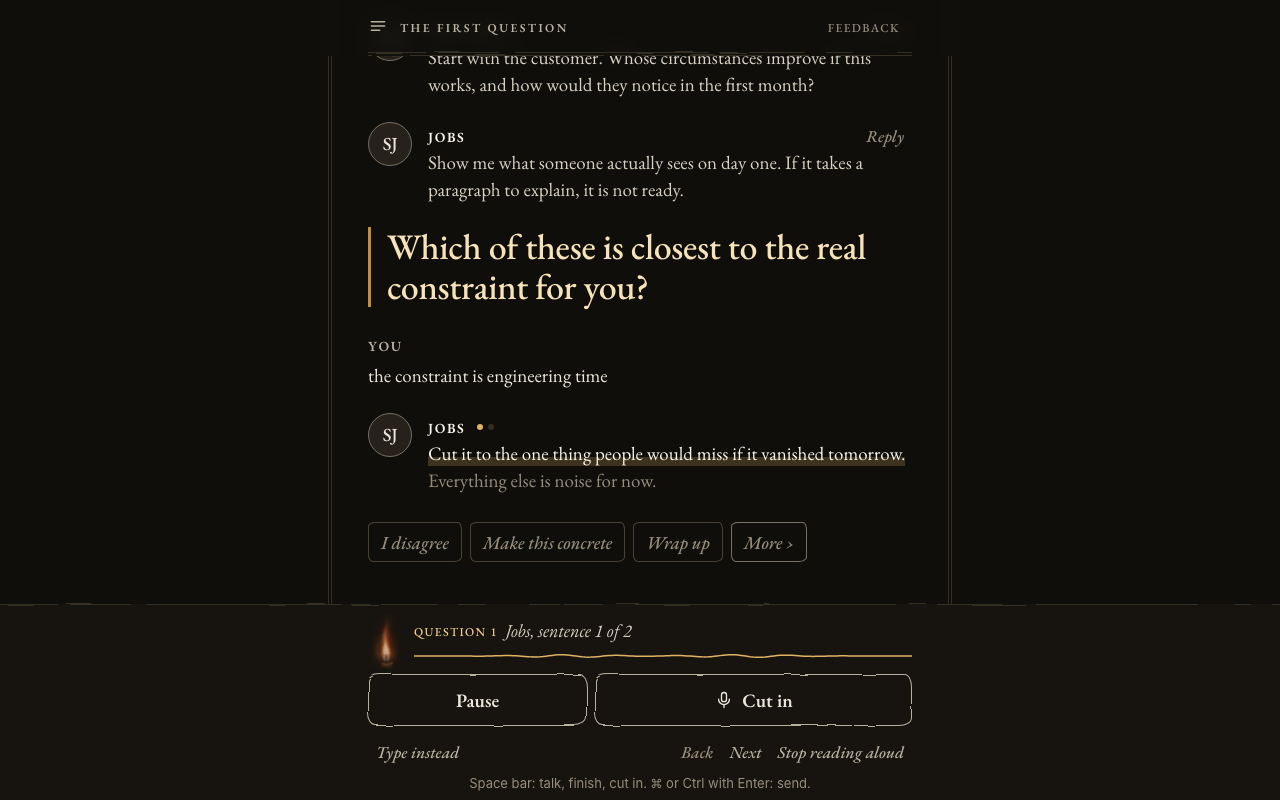 THE FIRST QUESTION
FEEDBACK
Start with the customer. Whose circumstances improve if this
works, and how would they notice in the first month?
SJ
JOBS
Reply
Show me what someone actually sees on day one. If it takes a
paragraph to explain, it is not ready.
Which of these is closest to the real
constraint for you?
YOU
the constraint is engineering time
SJ
JOBS
Cut it to the one thing people would miss if it vanished tomorrow.
Everything else is noise for now.
I disagree
Make this concrete
Wrap up
More ›
QUESTION 1 Jobs, sentence 1 of 2
Pause
Cut in
Type instead
Back
Next
Stop reading aloud
Space bar: talk, finish, cut in. ⌘ or Ctrl with Enter: send.